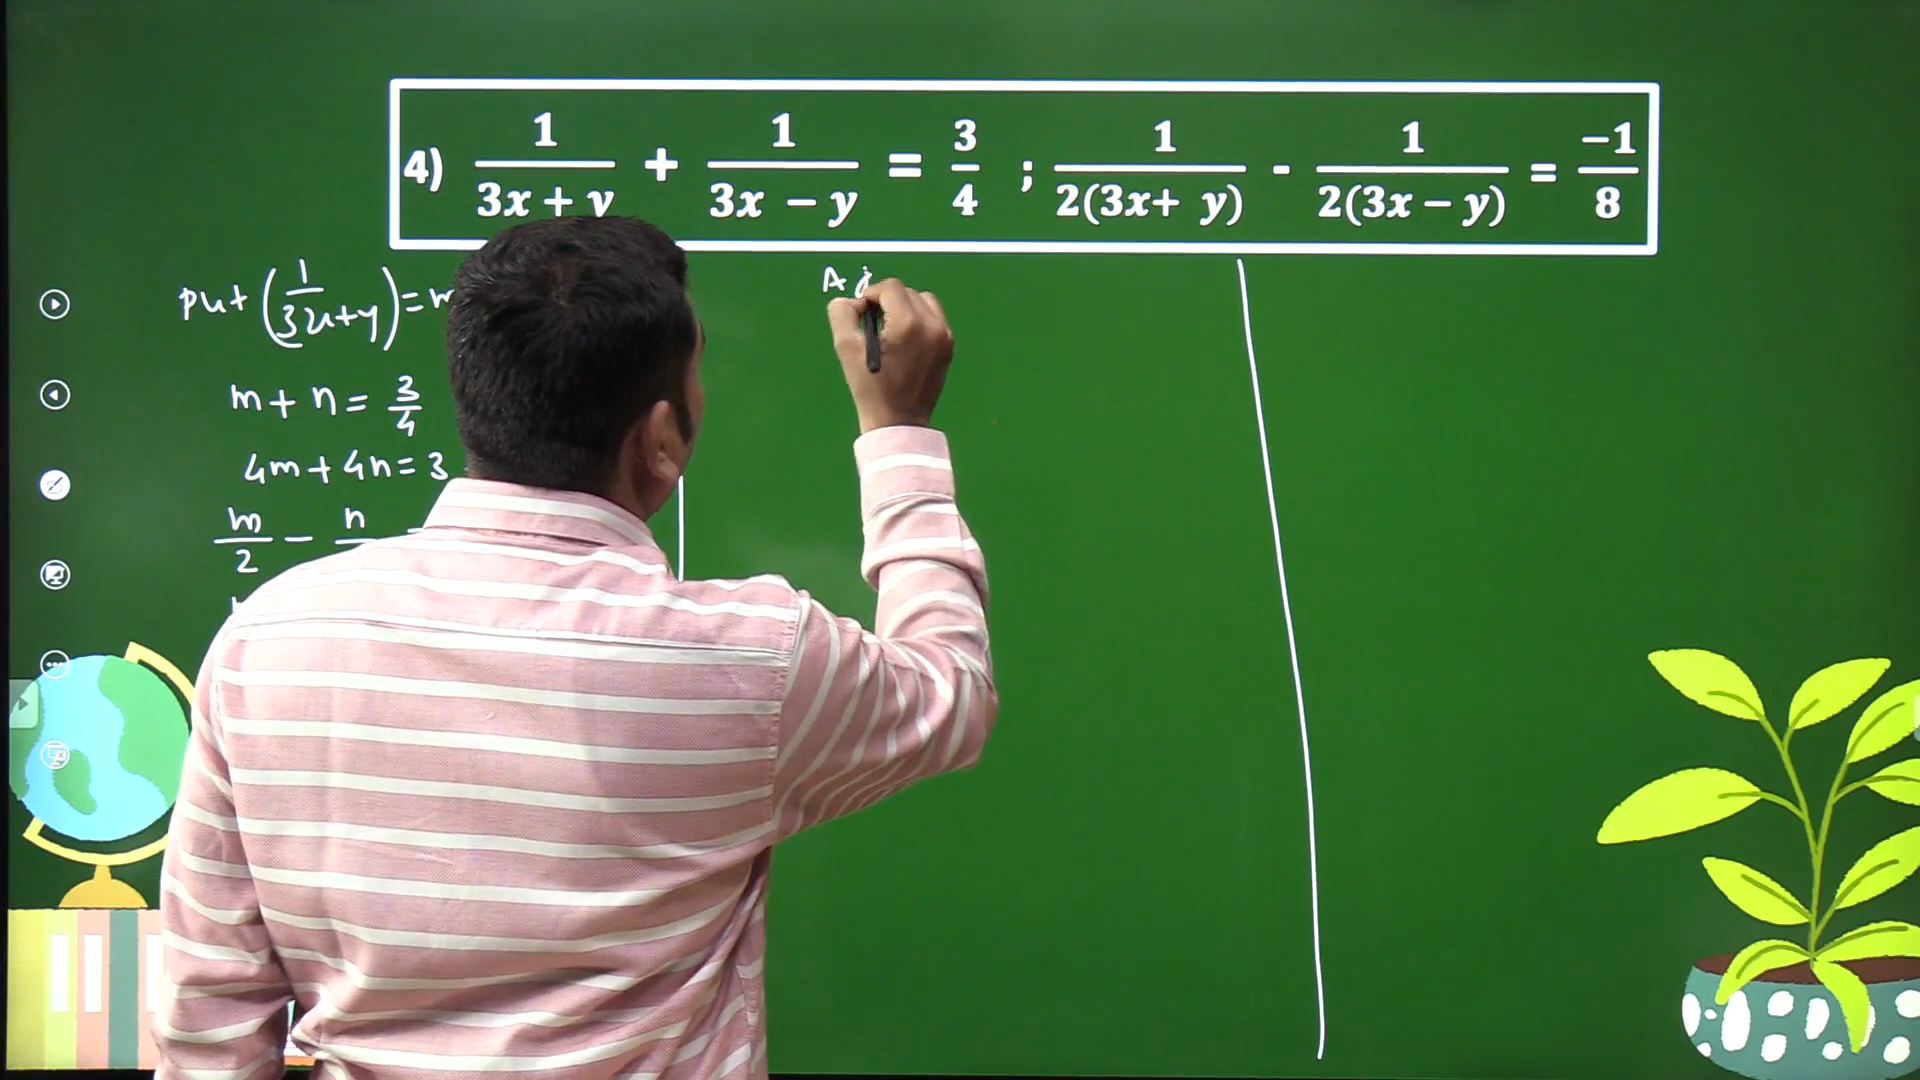 4) 1/(3x + y) + 1/(3x − y) = 3/4 ; 1/(2(3x+ y)) - 1/(2(3x − y)) = −1/8
put (1/(3x+y)) = m
m + n = 3/4
4m + 4n = 3
m/2 − n
A